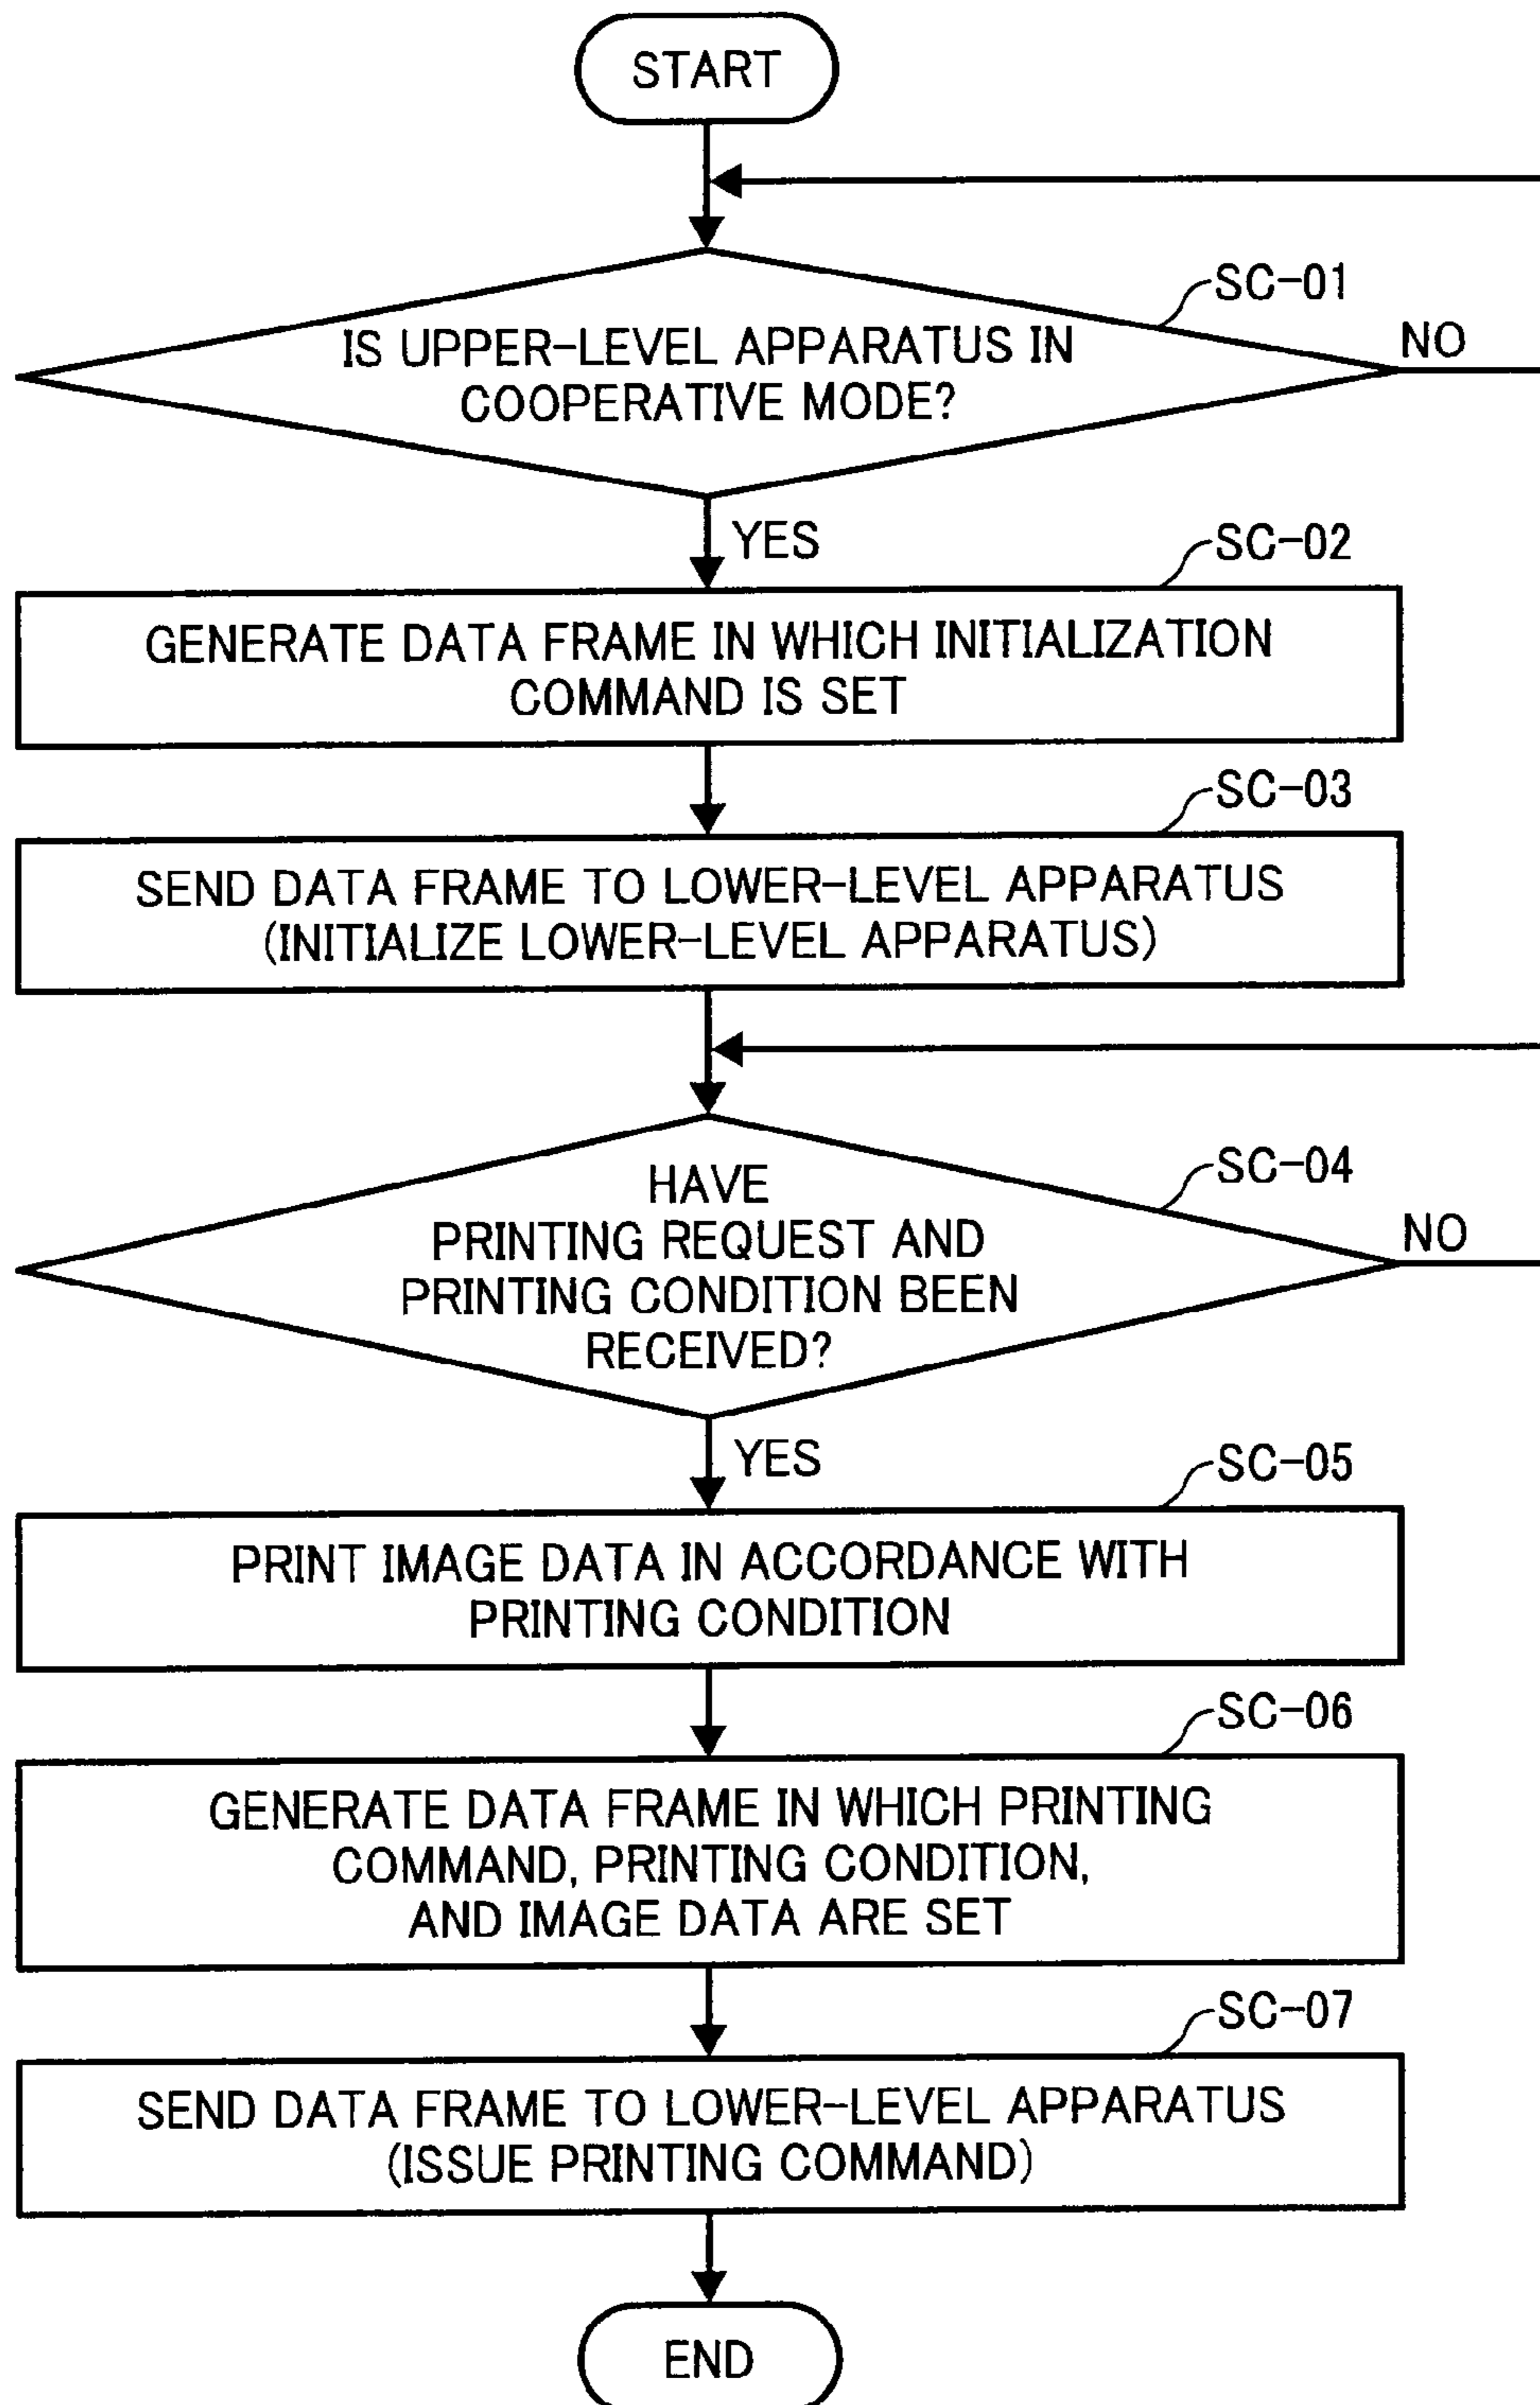 START
SC-01
IS UPPER-LEVEL APPARATUS IN
COOPERATIVE MODE?
NO
YES
SC-02
GENERATE DATA FRAME IN WHICH INITIALIZATION
COMMAND IS SET
SC-03
SEND DATA FRAME TO LOWER-LEVEL APPARATUS
(INITIALIZE LOWER-LEVEL APPARATUS)
SC-04
HAVE
PRINTING REQUEST AND
PRINTING CONDITION BEEN
RECEIVED?
NO
YES
SC-05
PRINT IMAGE DATA IN ACCORDANCE WITH
PRINTING CONDITION
SC-06
GENERATE DATA FRAME IN WHICH PRINTING
COMMAND, PRINTING CONDITION,
AND IMAGE DATA ARE SET
SC-07
SEND DATA FRAME TO LOWER-LEVEL APPARATUS
(ISSUE PRINTING COMMAND)
END